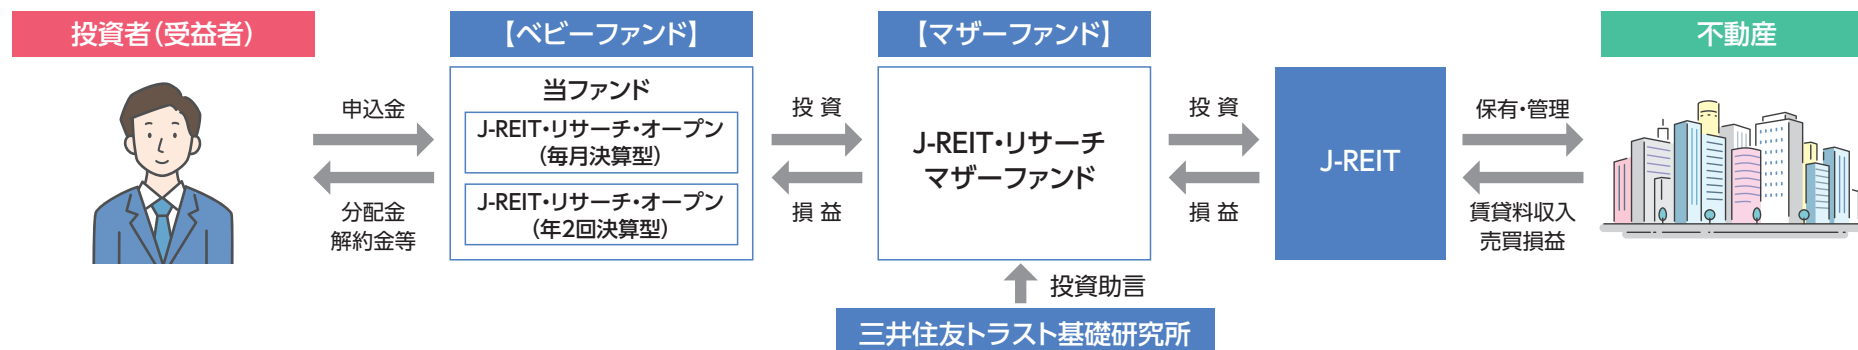 投資者（受益者）
【ベビーファンド】
【マザーファンド】
不動産
申込金
分配金
解約金等
当ファンド
J-REIT・リサーチ・オープン
（毎月決算型）
J-REIT・リサーチ・オープン
（年2回決算型）
投 資
損 益
J-REIT・リサーチ
マザーファンド
投 資
損 益
J-REIT
保有・管理
賃貸料収入
売買損益
投資助言
三井住友トラスト基礎研究所